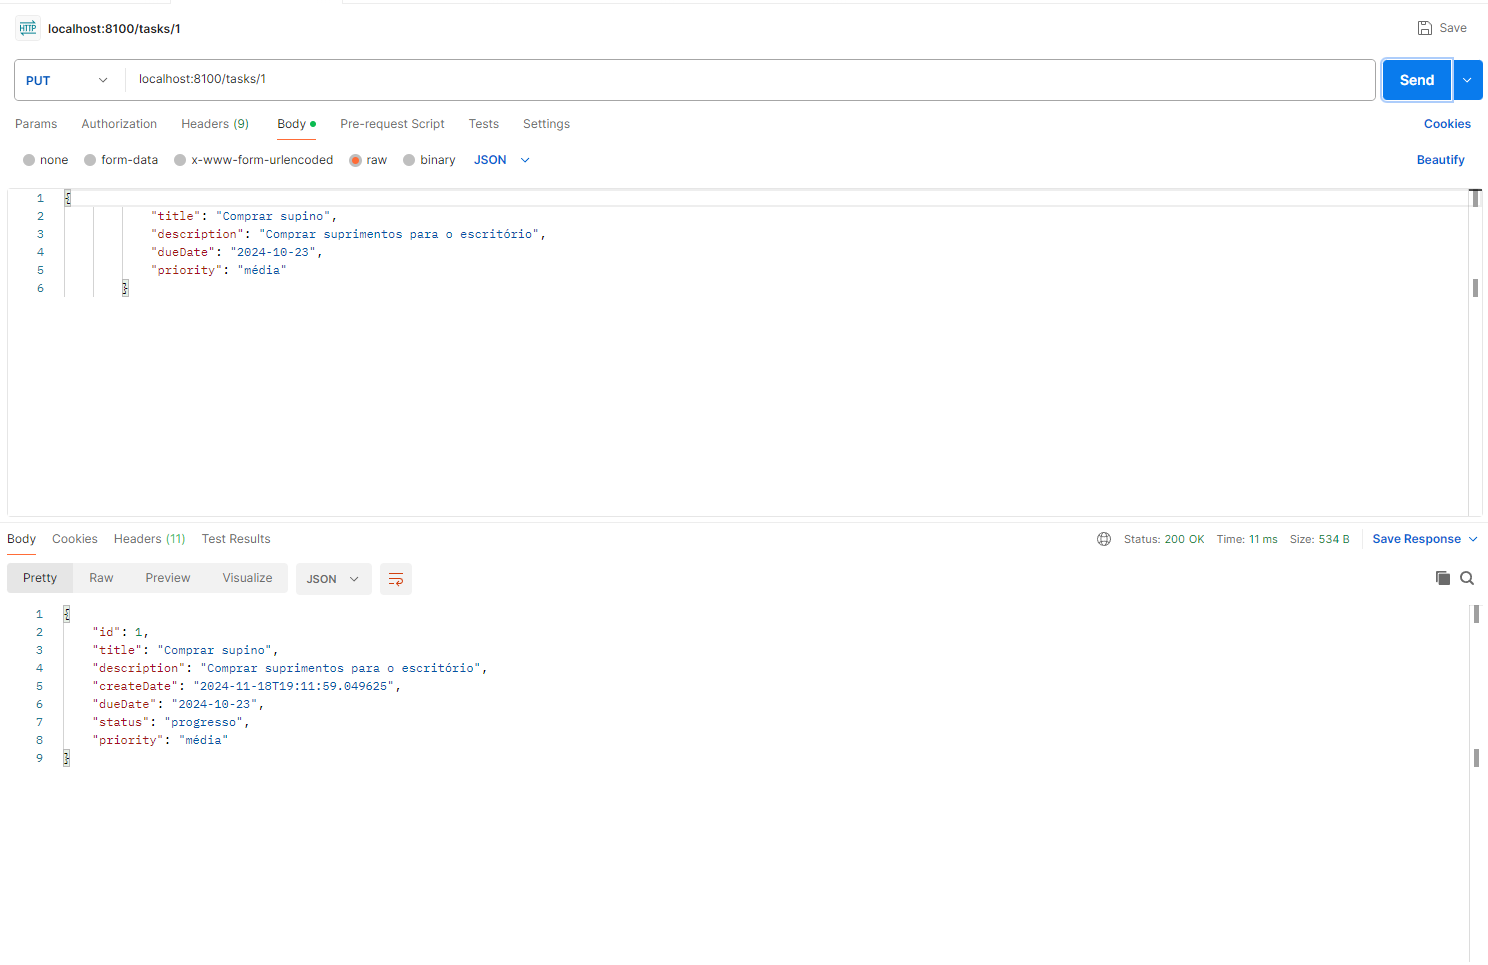 HTTP localhost:8100/tasks/1 Save
PUT localhost:8100/tasks/1 Send
Params Authorization Headers (9) Body Pre-request Script Tests Settings Cookies
none form-data x-www-form-urlencoded raw binary JSON Beautify
1 {
2 "title": "Comprar supino",
3 "description": "Comprar suprimentos para o escritório",
4 "dueDate": "2024-10-23",
5 "priority": "média"
6 }
Body Cookies Headers (11) Test Results Status: 200 OK Time: 11 ms Size: 534 B Save Response
Pretty Raw Preview Visualize JSON
1 {
2 "id": 1,
3 "title": "Comprar supino",
4 "description": "Comprar suprimentos para o escritório",
5 "createDate": "2024-11-18T19:11:59.049625",
6 "dueDate": "2024-10-23",
7 "status": "progresso",
8 "priority": "média"
9 }